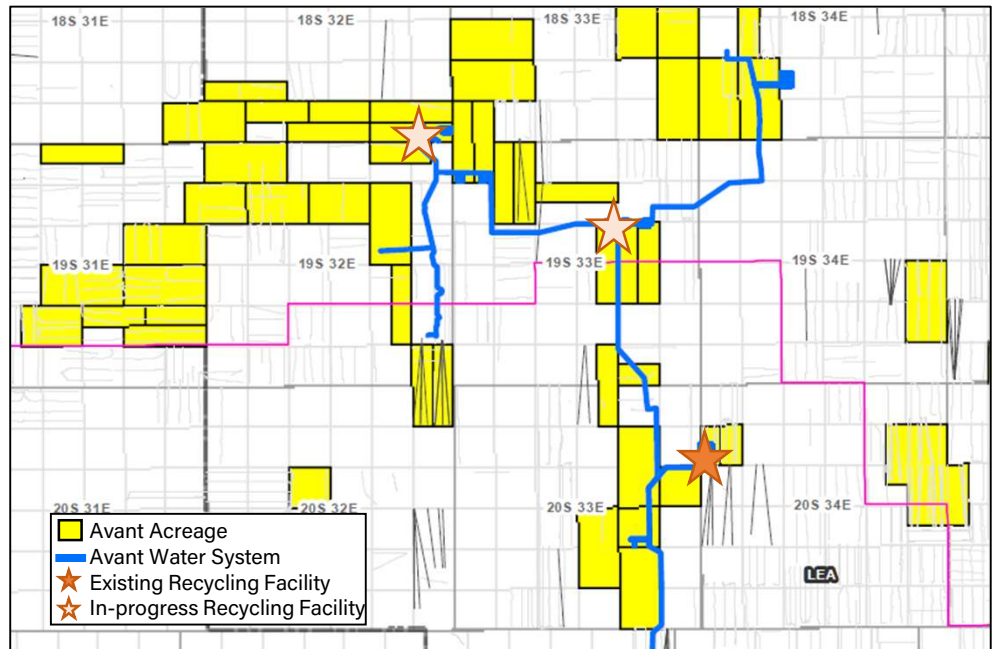 18S 31E
18S 32E
18S 33E
18S 34E
19S 31E
19S 32E
19S 33E
19S 34E
20S 31E
20S 32E
20S 33E
20S 34E
LEA
Avant Acreage
Avant Water System
Existing Recycling Facility
In-progress Recycling Facility